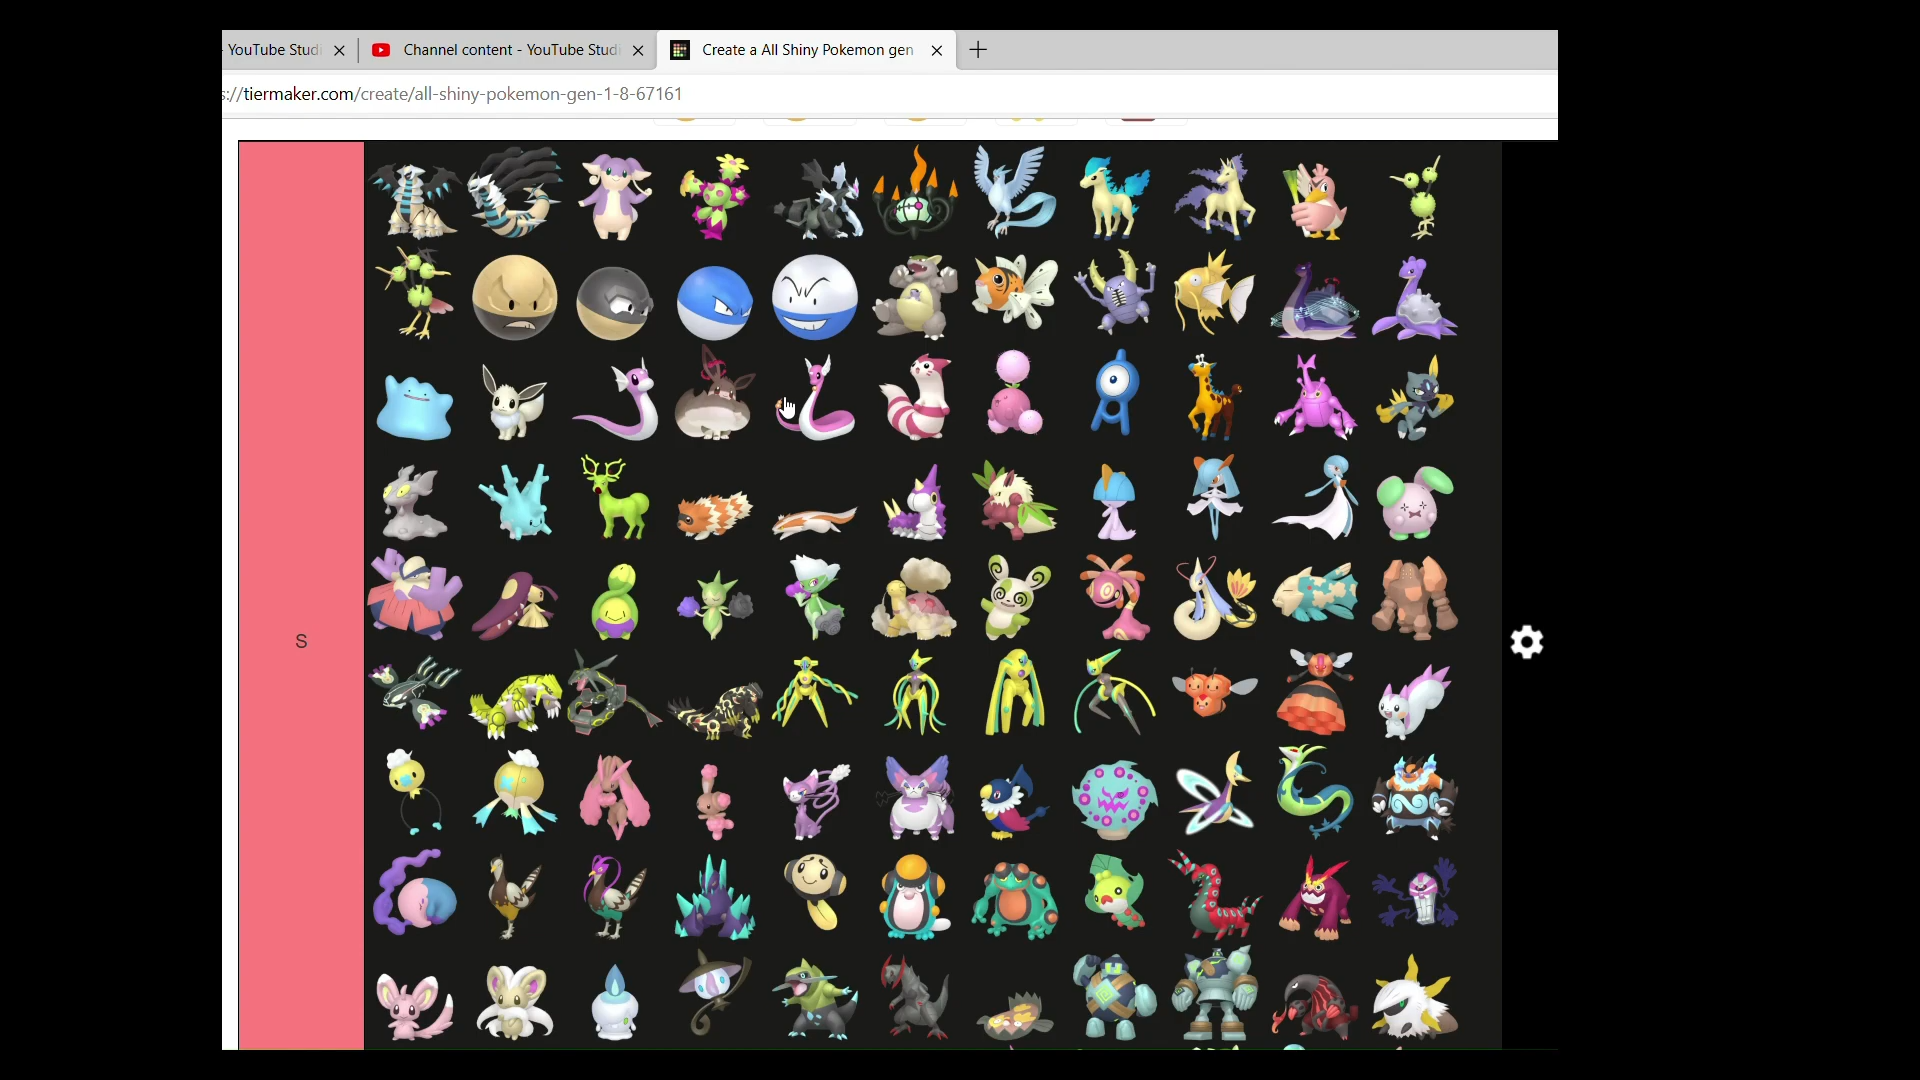 YouTube Studi
Channel content - YouTube Studi
Create a All Shiny Pokemon gen
s://tiermaker.com/create/all-shiny-pokemon-gen-1-8-67161
S